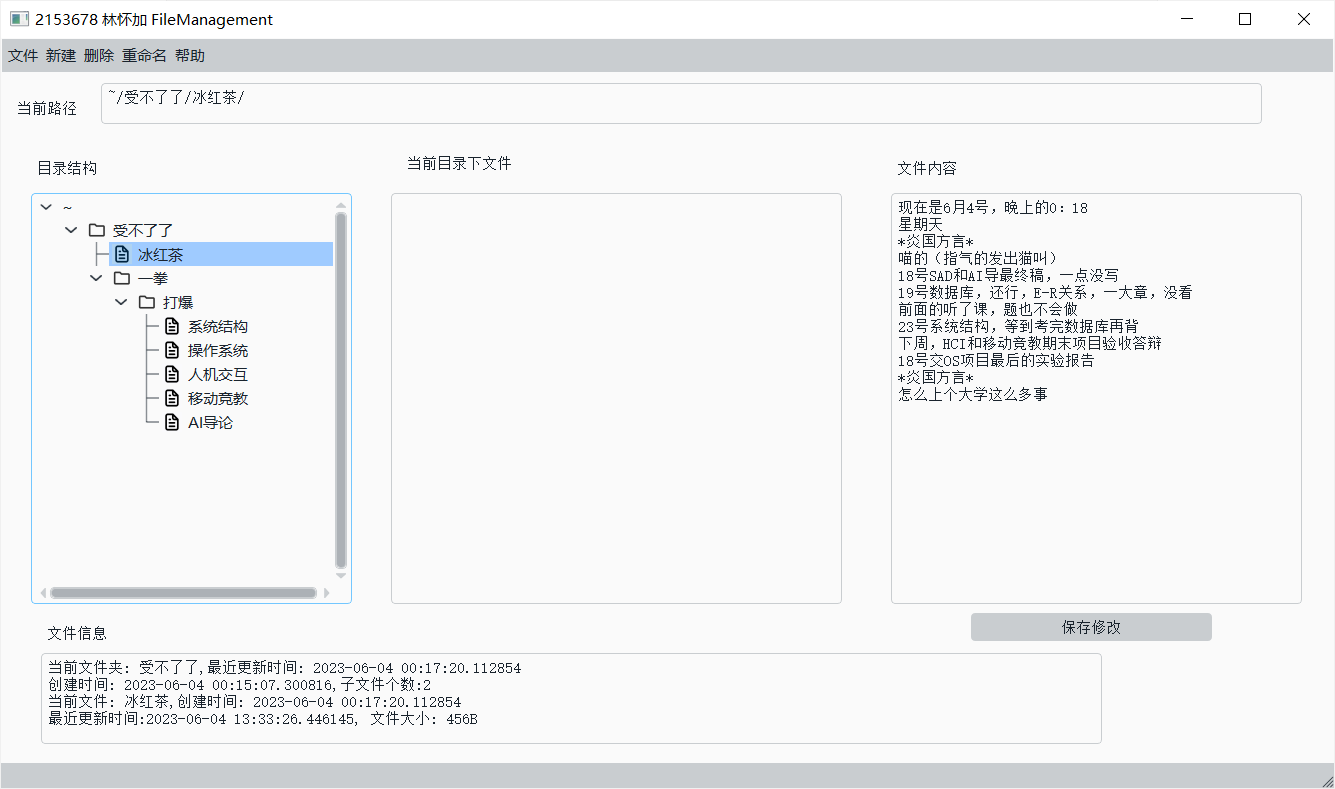 2153678 林怀加 FileManagement
文件 新建 删除 重命名 帮助
当前路径
~/受不了了/冰红茶/
目录结构
~
受不了了
冰红茶
一拳
打爆
系统结构
操作系统
人机交互
移动竞教
AI导论
当前目录下文件
文件内容
现在是6月4号，晚上的0：18
星期天
*炎国方言*
喵的（指气的发出猫叫）
18号SAD和AI导最终稿，一点没写
19号数据库，还行，E-R关系，一大章，没看
前面的听了课，题也不会做
23号系统结构，等到考完数据库再背
下周，HCI和移动竞教期末项目验收答辩
18号交OS项目最后的实验报告
*炎国方言*
怎么上个大学这么多事
保存修改
文件信息
当前文件夹: 受不了了,最近更新时间: 2023-06-04 00:17:20.112854
创建时间: 2023-06-04 00:15:07.300816,子文件个数:2
当前文件: 冰红茶,创建时间: 2023-06-04 00:17:20.112854
最近更新时间:2023-06-04 13:33:26.446145, 文件大小: 456B